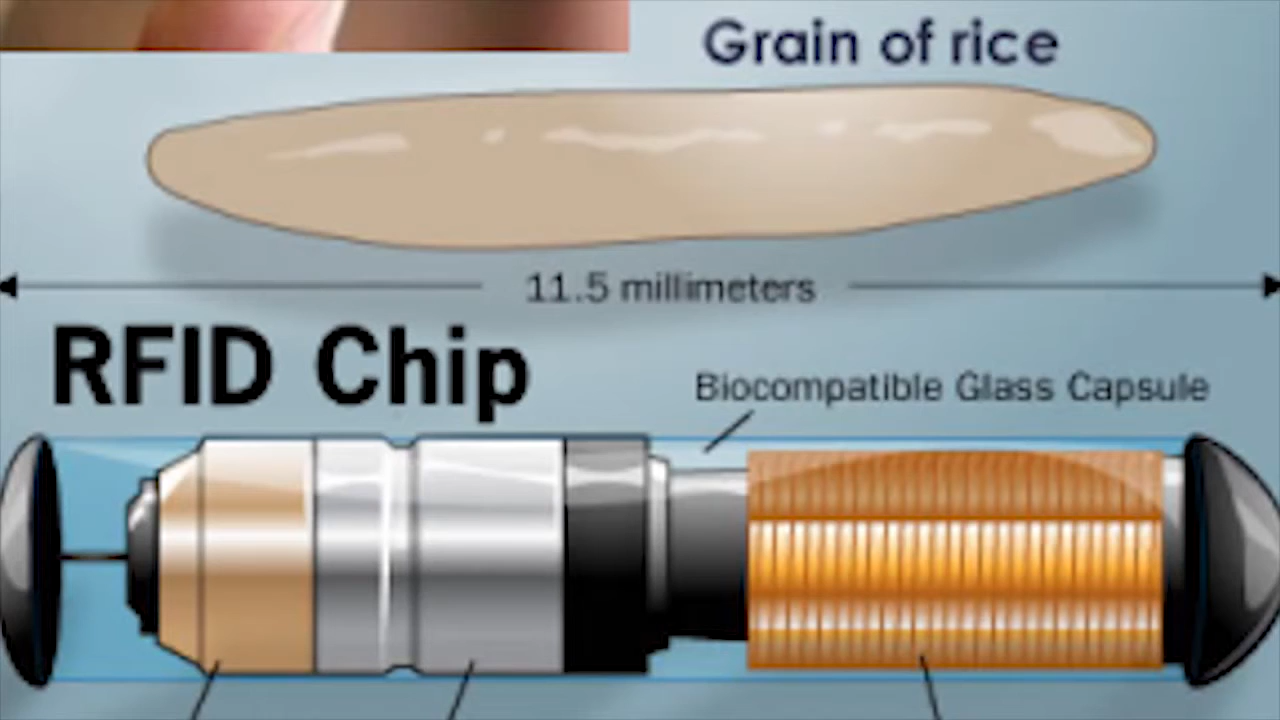 Grain of rice
11.5 millimeters
RFID Chip
Biocompatible Glass Capsule